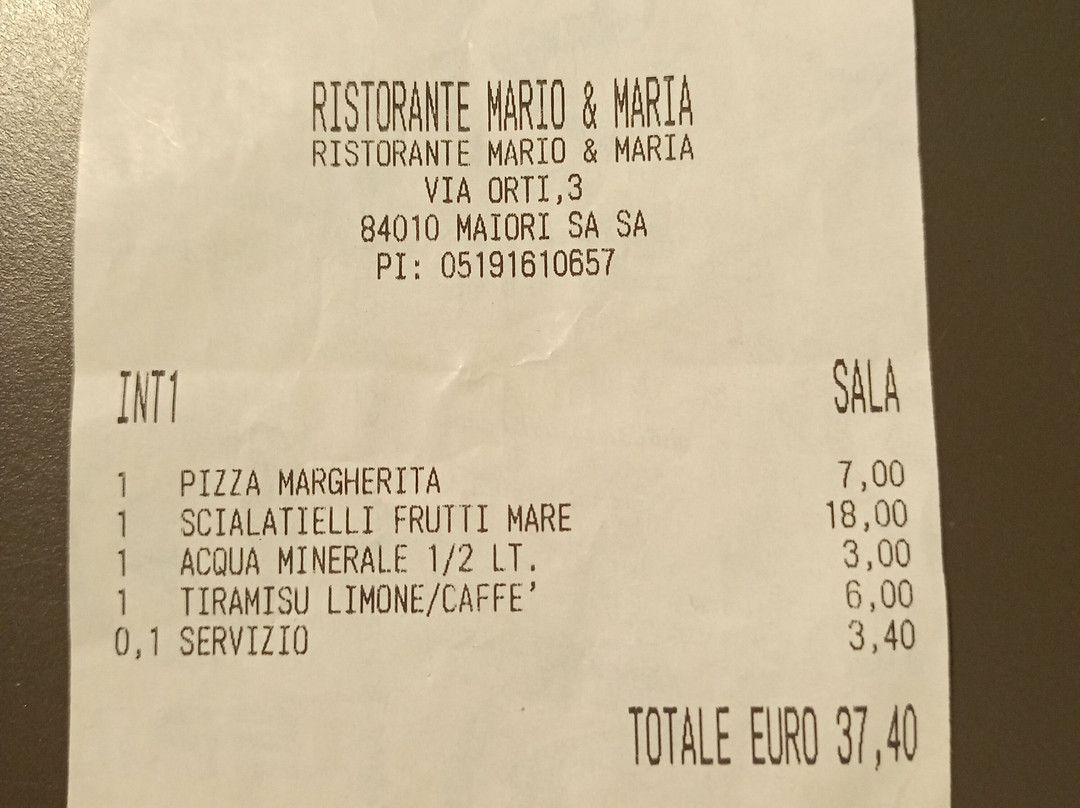 RISTORANTE MARIO & MARIA
RISTORANTE MARIO & MARIA
VIA ORTI,3
84010 MAIORI SA SA
PI: 05191610657
INT1 SALA
1 PIZZA MARGHERITA 7,00
1 SCIALATIELLI FRUTTI MARE 18,00
1 ACQUA MINERALE 1/2 LT. 3,00
1 TIRAMISU LIMONE/CAFFE' 6,00
0,1 SERVIZIO 3,40
TOTALE EURO 37,40